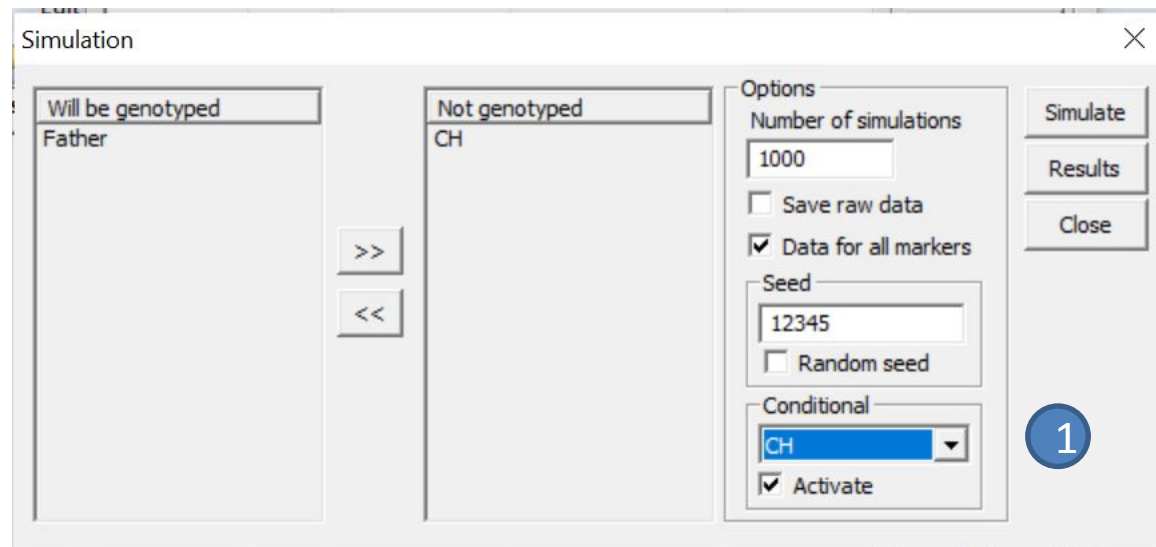 Edit
Simulation
Will be genotyped
Father
>>
<<
Not genotyped
CH
Options
Number of simulations
1000
Save raw data
Data for all markers
Seed
12345
Random seed
Conditional
CH
Activate
Simulate
Results
Close
1